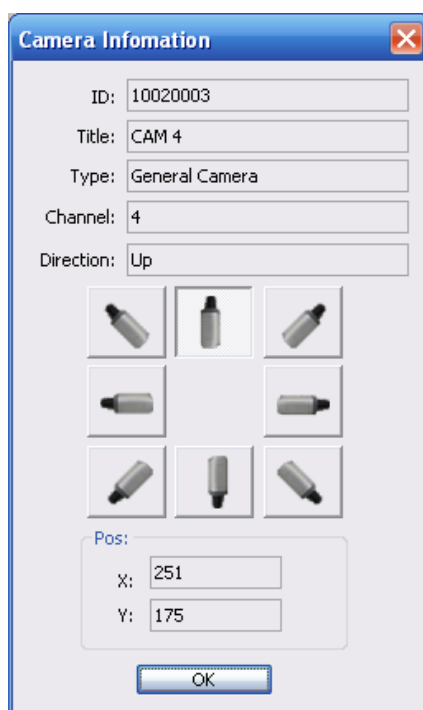 Camera Infomation
ID: 10020003
Title: CAM 4
Type: General Camera
Channel: 4
Direction: Up
Pos:
X: 251
Y: 175
OK